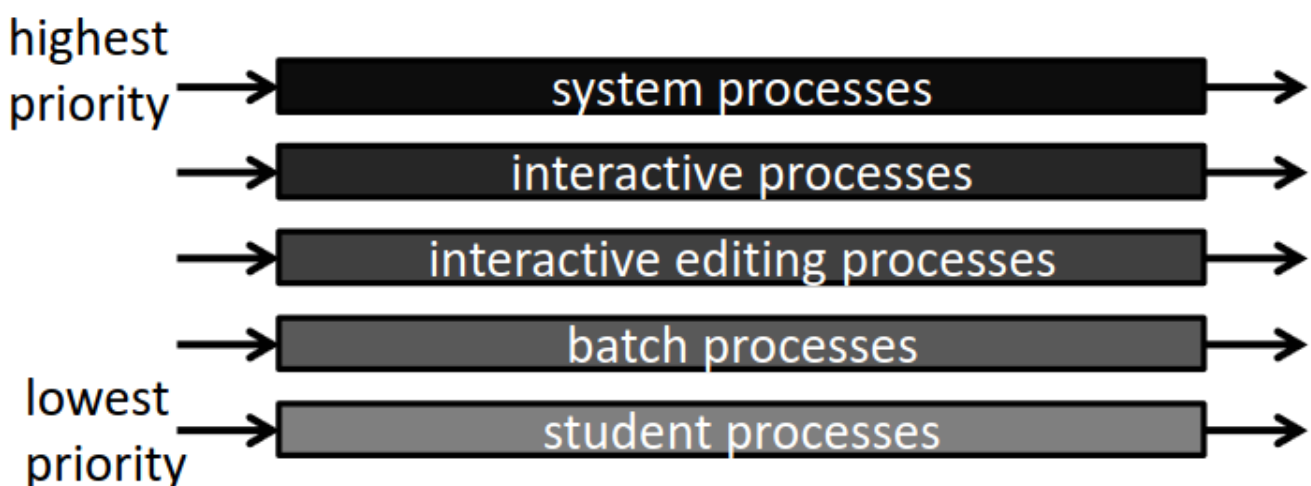 highest
priority
system processes
interactive processes
interactive editing processes
batch processes
lowest
priority
student processes